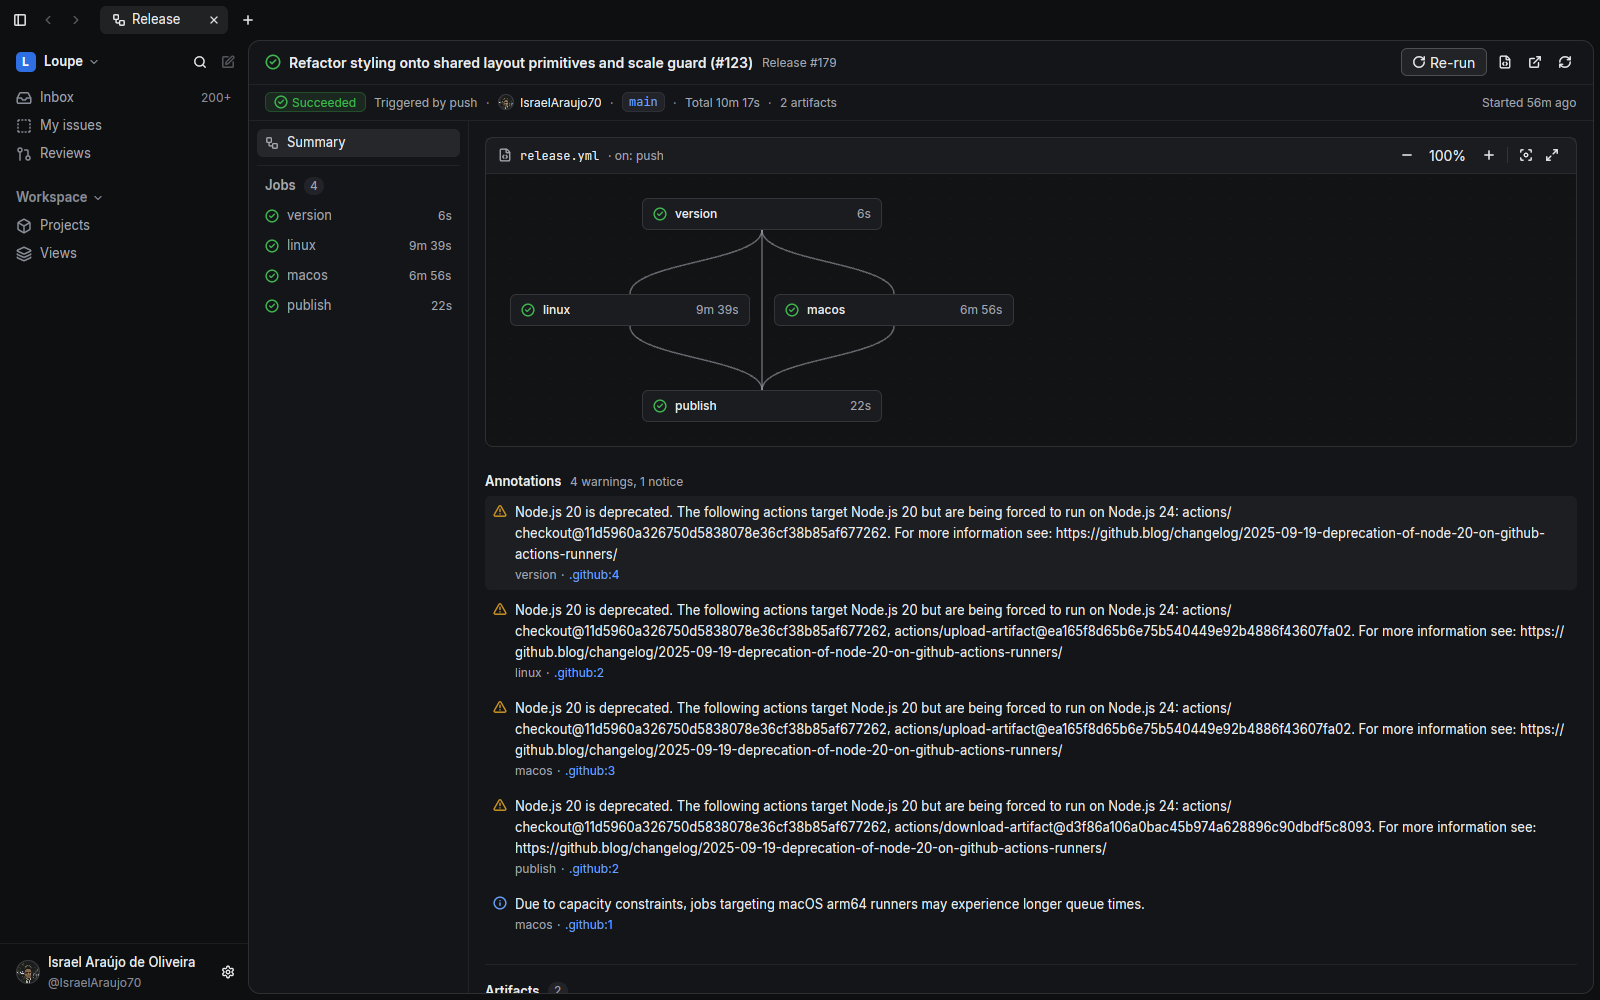 Release
L Loupe
Inbox 200+
My issues
Reviews
Workspace
Projects
Views
Refactor styling onto shared layout primitives and scale guard (#123) Release #179
Re-run
Succeeded Triggered by push · IsraelAraujo70 · main · Total 10m 17s · 2 artifacts
Started 56m ago
Summary
Jobs 4
version 6s
linux 9m 39s
macos 6m 56s
publish 22s
release.yml · on: push
100%
version 6s
linux 9m 39s
macos 6m 56s
publish 22s
Annotations 4 warnings, 1 notice
Node.js 20 is deprecated. The following actions target Node.js 20 but are being forced to run on Node.js 24: actions/
checkout@11d5960a326750d5838078e36cf38b85af677262. For more information see: https://github.blog/changelog/2025-09-19-deprecation-of-node-20-on-github-
actions-runners/
version · .github:4
Node.js 20 is deprecated. The following actions target Node.js 20 but are being forced to run on Node.js 24: actions/
checkout@11d5960a326750d5838078e36cf38b85af677262, actions/upload-artifact@ea165f8d65b6e75b540449e92b4886f43607fa02. For more information see: https://
github.blog/changelog/2025-09-19-deprecation-of-node-20-on-github-actions-runners/
linux · .github:2
Node.js 20 is deprecated. The following actions target Node.js 20 but are being forced to run on Node.js 24: actions/
checkout@11d5960a326750d5838078e36cf38b85af677262, actions/upload-artifact@ea165f8d65b6e75b540449e92b4886f43607fa02. For more information see: https://
github.blog/changelog/2025-09-19-deprecation-of-node-20-on-github-actions-runners/
macos · .github:3
Node.js 20 is deprecated. The following actions target Node.js 20 but are being forced to run on Node.js 24: actions/
checkout@11d5960a326750d5838078e36cf38b85af677262, actions/download-artifact@d3f86a106a0bac45b974a628896c90dbdf5c8093. For more information see:
https://github.blog/changelog/2025-09-19-deprecation-of-node-20-on-github-actions-runners/
publish · .github:2
Due to capacity constraints, jobs targeting macOS arm64 runners may experience longer queue times.
macos · .github:1
Artifacts 2
Israel Araújo de Oliveira
@IsraelAraujo70